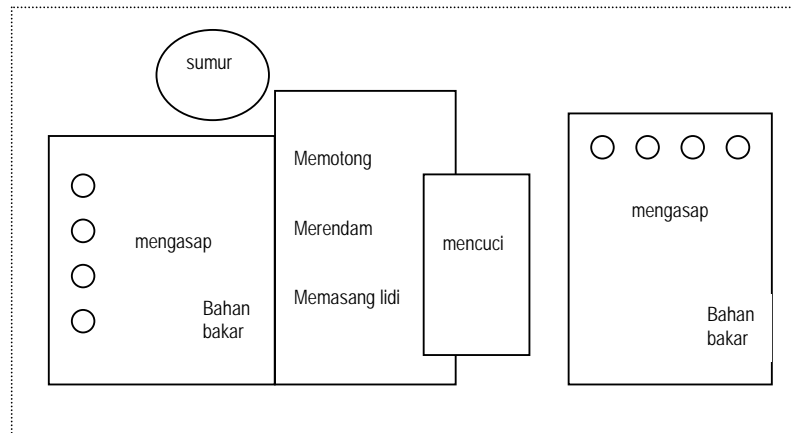 sumur
Memotong
Merendam
Memasang lidi
mengasap
Bahan
bakar
mencuci
mengasap
Bahan
bakar